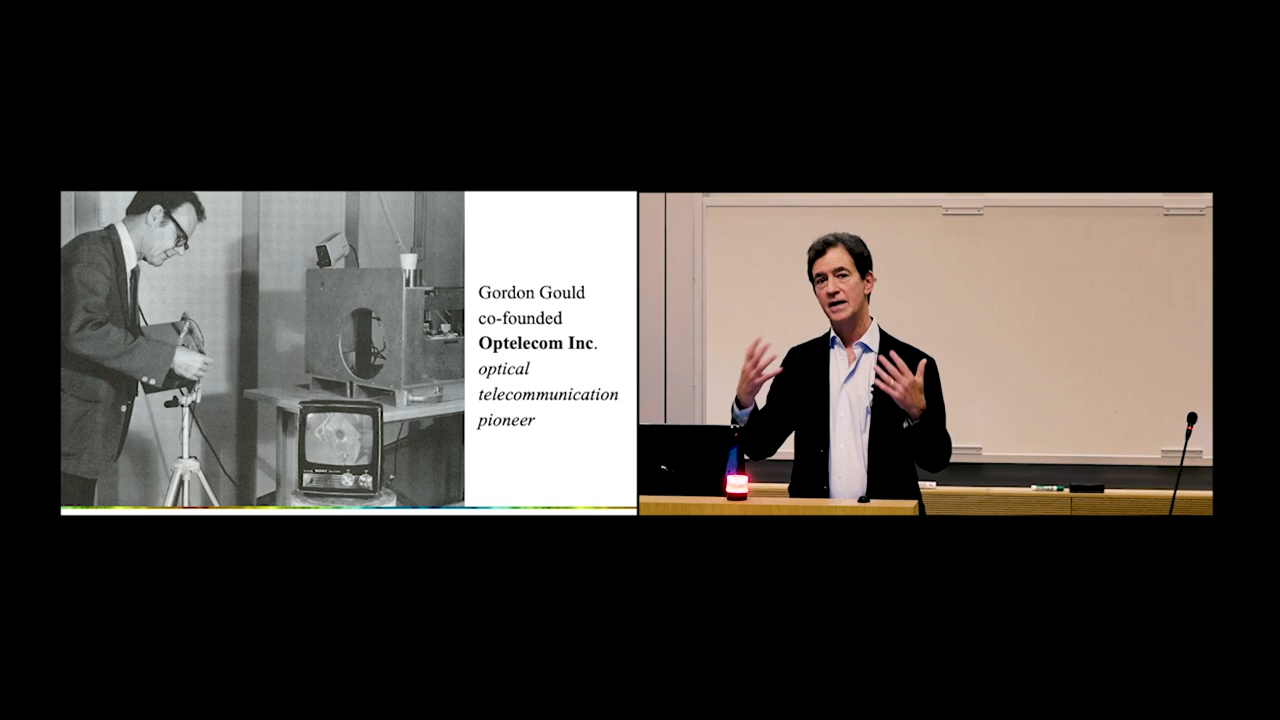 Gordon Gould
co-founded
Optelecom Inc.
optical
telecommunication
pioneer